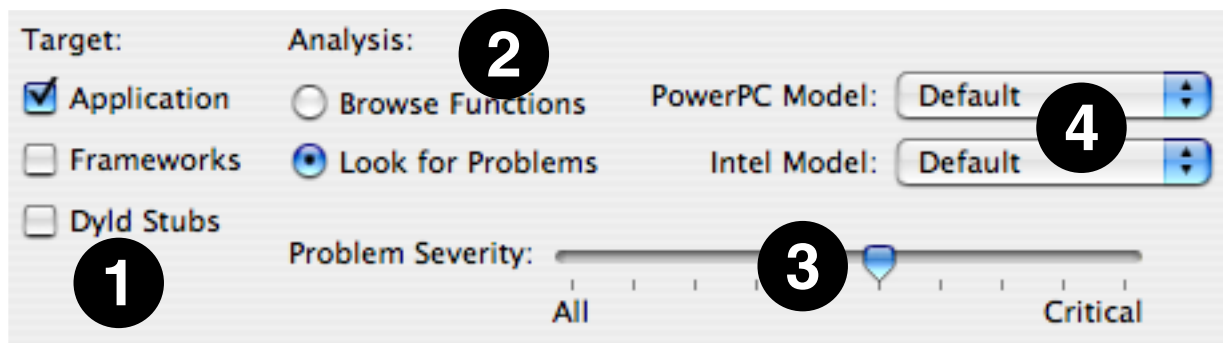 Target:
Analysis:
2
Application
Browse Functions
PowerPC Model:
Default
4
Frameworks
Look for Problems
Intel Model:
Default
Dyld Stubs
1
Problem Severity:
3
All
Critical